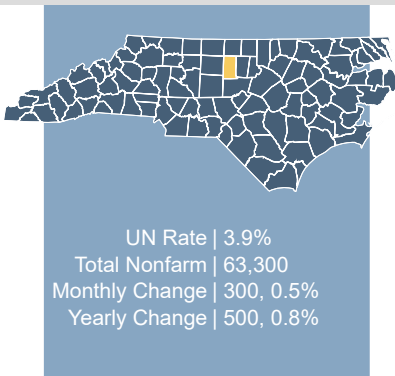 UN Rate | 3.9%
Total Nonfarm | 63,300
Monthly Change | 300, 0.5%
Yearly Change | 500, 0.8%